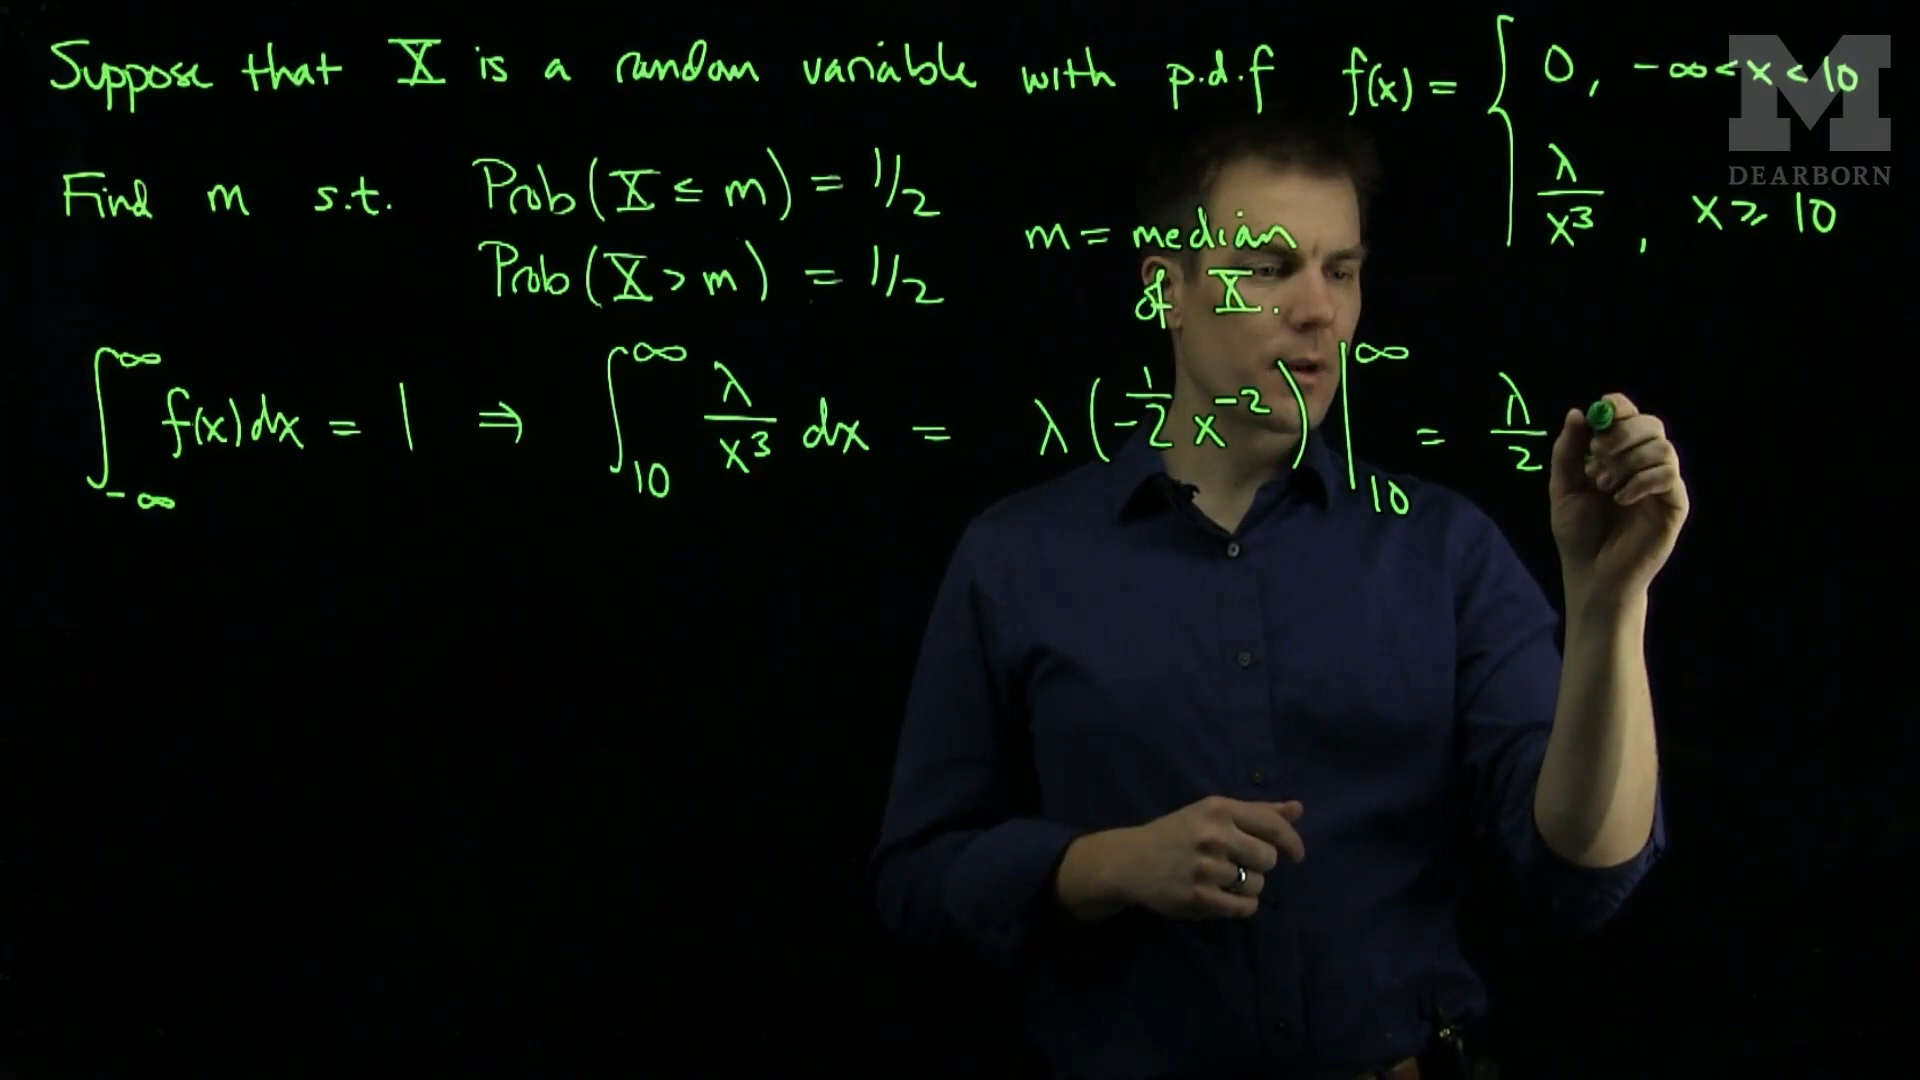 Suppose that X is a random variable with p.d.f f(x) = { 0, -∞ < x < 10
λ/x³, x ≥ 10
Find m s.t. Prob(X ≤ m) = 1/2
Prob(X > m) = 1/2
m = median
of X.
∫_{-∞}^{∞} f(x)dx = 1 ⇒ ∫_{10}^{∞} λ/x³ dx = λ(-1/2 x^{-2}) |_{10}^{∞} = λ/2
M
DEARBORN